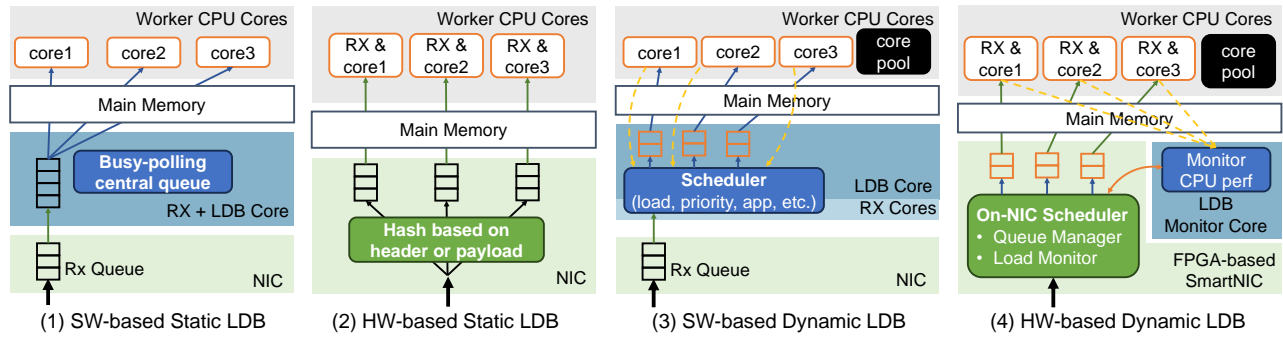 Worker CPU Cores
core1
core2
core3
Main Memory
Busy-polling
central queue
RX + LDB Core
Rx Queue
NIC
(1) SW-based Static LDB
Worker CPU Cores
RX &
core1
RX &
core2
RX &
core3
Main Memory
Hash based on
header or payload
NIC
(2) HW-based Static LDB
Worker CPU Cores
core1
core2
core3
core
pool
Main Memory
Scheduler
(load, priority, app, etc.)
LDB Core
RX Cores
Rx Queue
NIC
(3) SW-based Dynamic LDB
Worker CPU Cores
RX &
core1
RX &
core2
RX &
core3
core
pool
Main Memory
Monitor
CPU perf
LDB
Monitor Core
On-NIC Scheduler
• Queue Manager
• Load Monitor
FPGA-based
SmartNIC
(4) HW-based Dynamic LDB